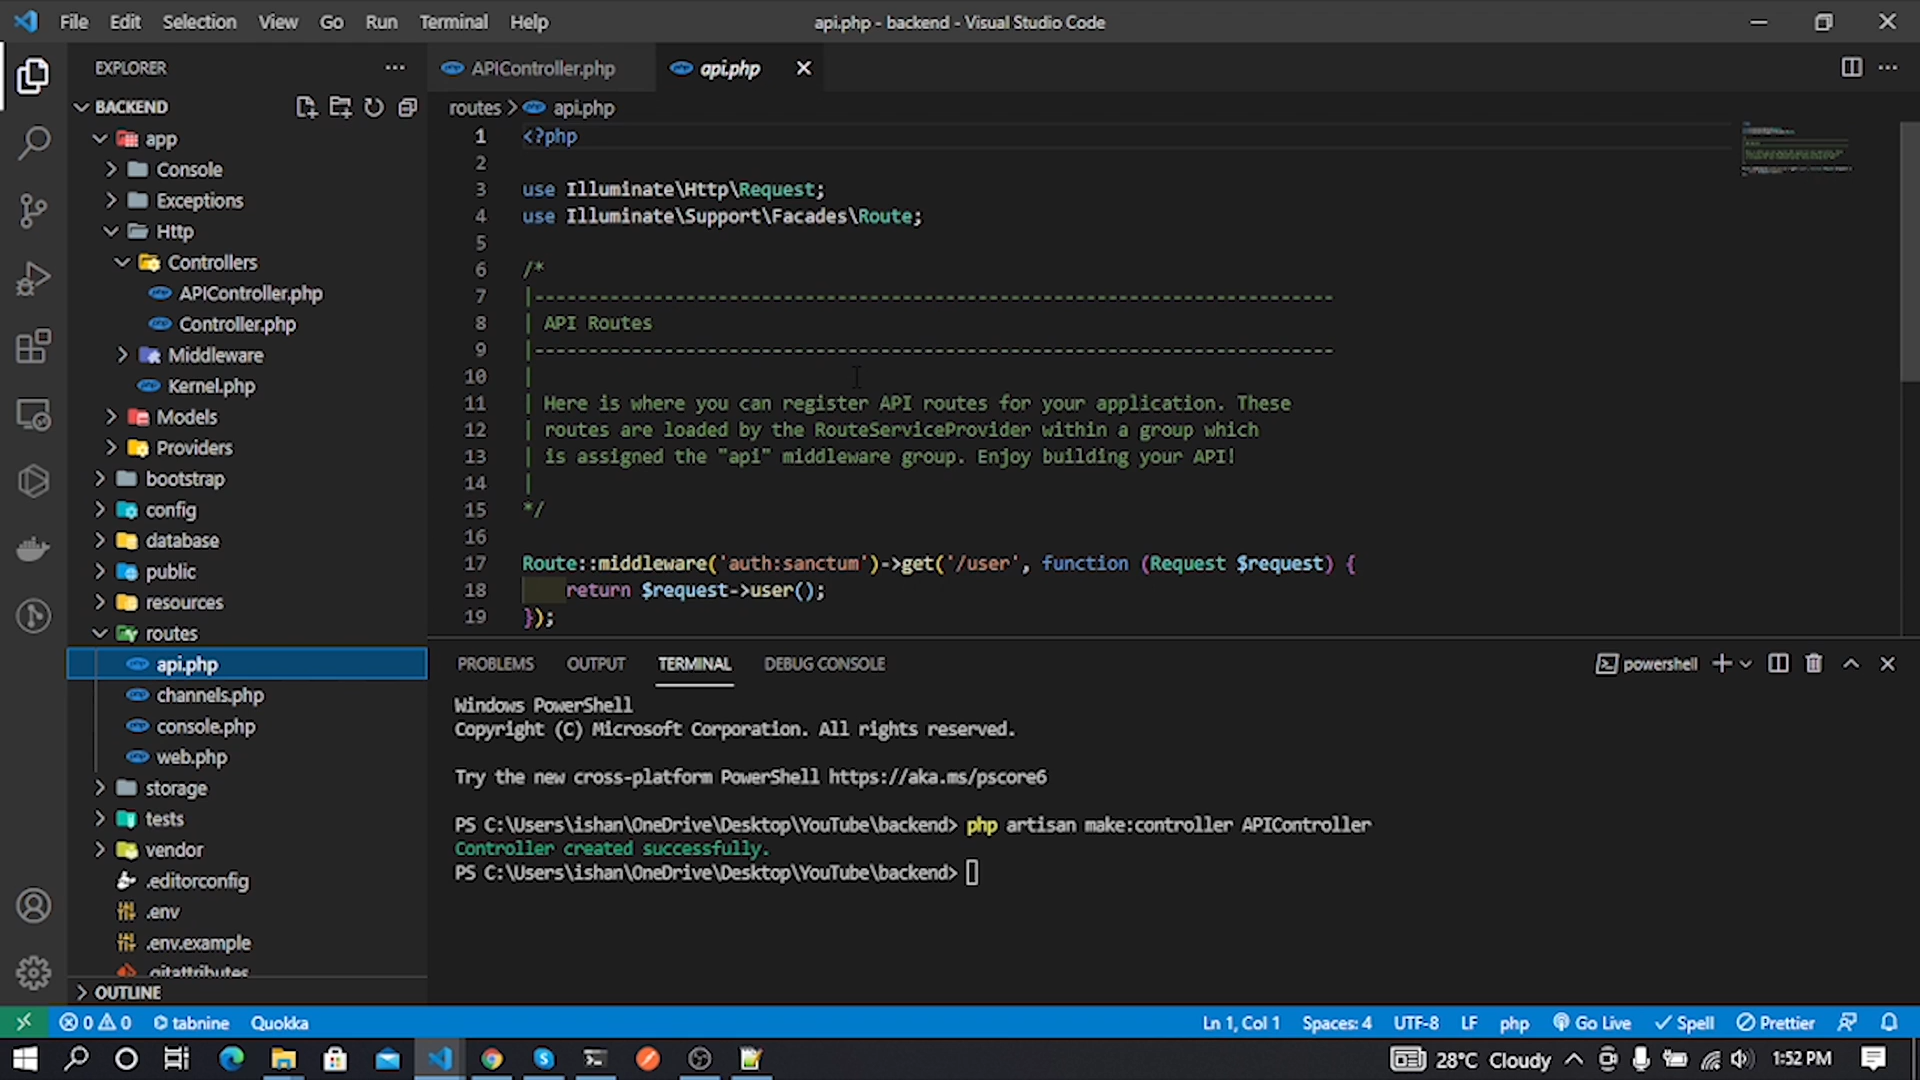 File Edit Selection View Go Run Terminal Help
api.php - backend - Visual Studio Code
EXPLORER
BACKEND
app
Console
Exceptions
Http
Controllers
APIController.php
Controller.php
Middleware
Kernel.php
Models
Providers
bootstrap
config
database
public
resources
routes
api.php
channels.php
console.php
web.php
storage
tests
vendor
.editorconfig
.env
.env.example
.gitattributes
OUTLINE
APIController.php api.php
routes > api.php
1 <?php
2
3 use Illuminate\Http\Request;
4 use Illuminate\Support\Facades\Route;
5
6 /*
7 |--------------------------------------------------------------------------
8 | API Routes
9 |--------------------------------------------------------------------------
10 |
11 | Here is where you can register API routes for your application. These
12 | routes are loaded by the RouteServiceProvider within a group which
13 | is assigned the "api" middleware group. Enjoy building your API!
14 |
15 */
16
17 Route::middleware('auth:sanctum')->get('/user', function (Request $request) {
18 return $request->user();
19 });
PROBLEMS OUTPUT TERMINAL DEBUG CONSOLE
powershell
Windows PowerShell
Copyright (C) Microsoft Corporation. All rights reserved.
Try the new cross-platform PowerShell https://aka.ms/pscore6
PS C:\Users\ishan\OneDrive\Desktop\YouTube\backend> php artisan make:controller APIController
Controller created successfully.
PS C:\Users\ishan\OneDrive\Desktop\YouTube\backend>
0 0 tabnine Quokka
Ln 1, Col 1 Spaces: 4 UTF-8 LF php Go Live Spell Prettier
28°C Cloudy 1:52 PM